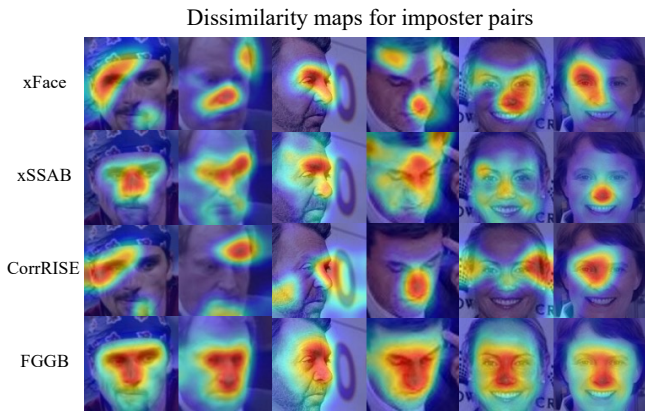 Dissimilarity maps for imposter pairs
xFace
xSSAB
CorrRISE
FGGB